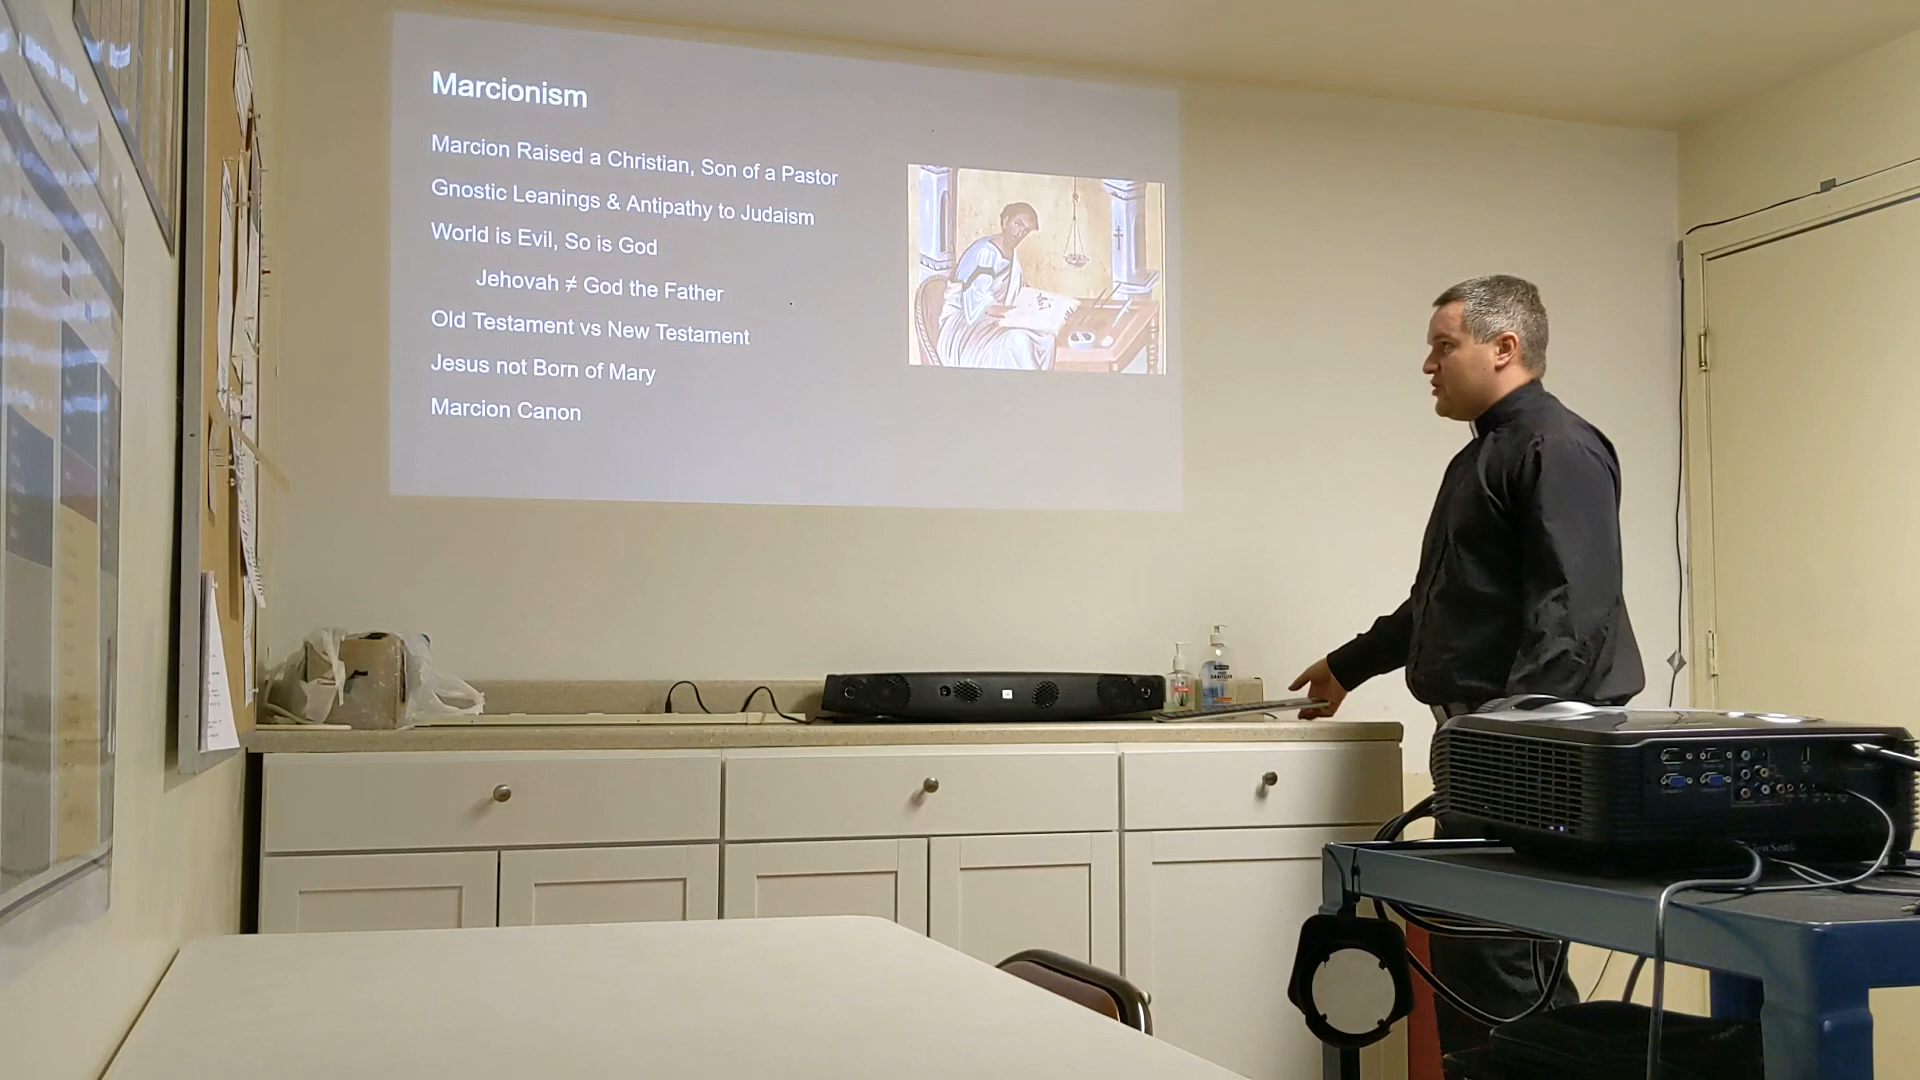 Marcionism
Marcion Raised a Christian, Son of a Pastor
Gnostic Leanings & Antipathy to Judaism
World is Evil, So is God
Jehovah ≠ God the Father
Old Testament vs New Testament
Jesus not Born of Mary
Marcion Canon
ViewSonic